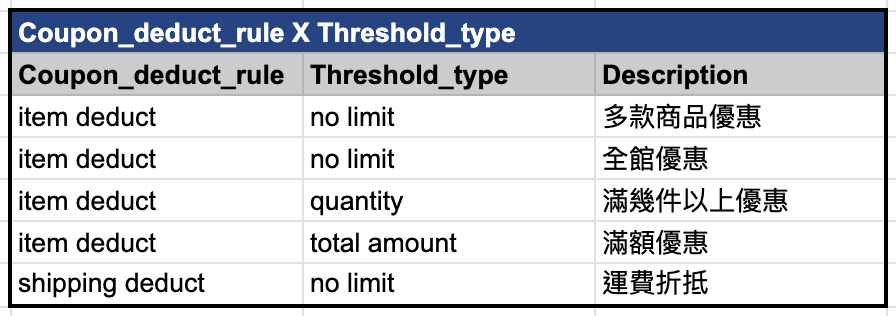 Coupon_deduct_rule X Threshold_type
Coupon_deduct_rule Threshold_type Description
item deduct no limit 多款商品優惠
item deduct no limit 全館優惠
item deduct quantity 滿幾件以上優惠
item deduct total amount 滿額優惠
shipping deduct no limit 運費折抵